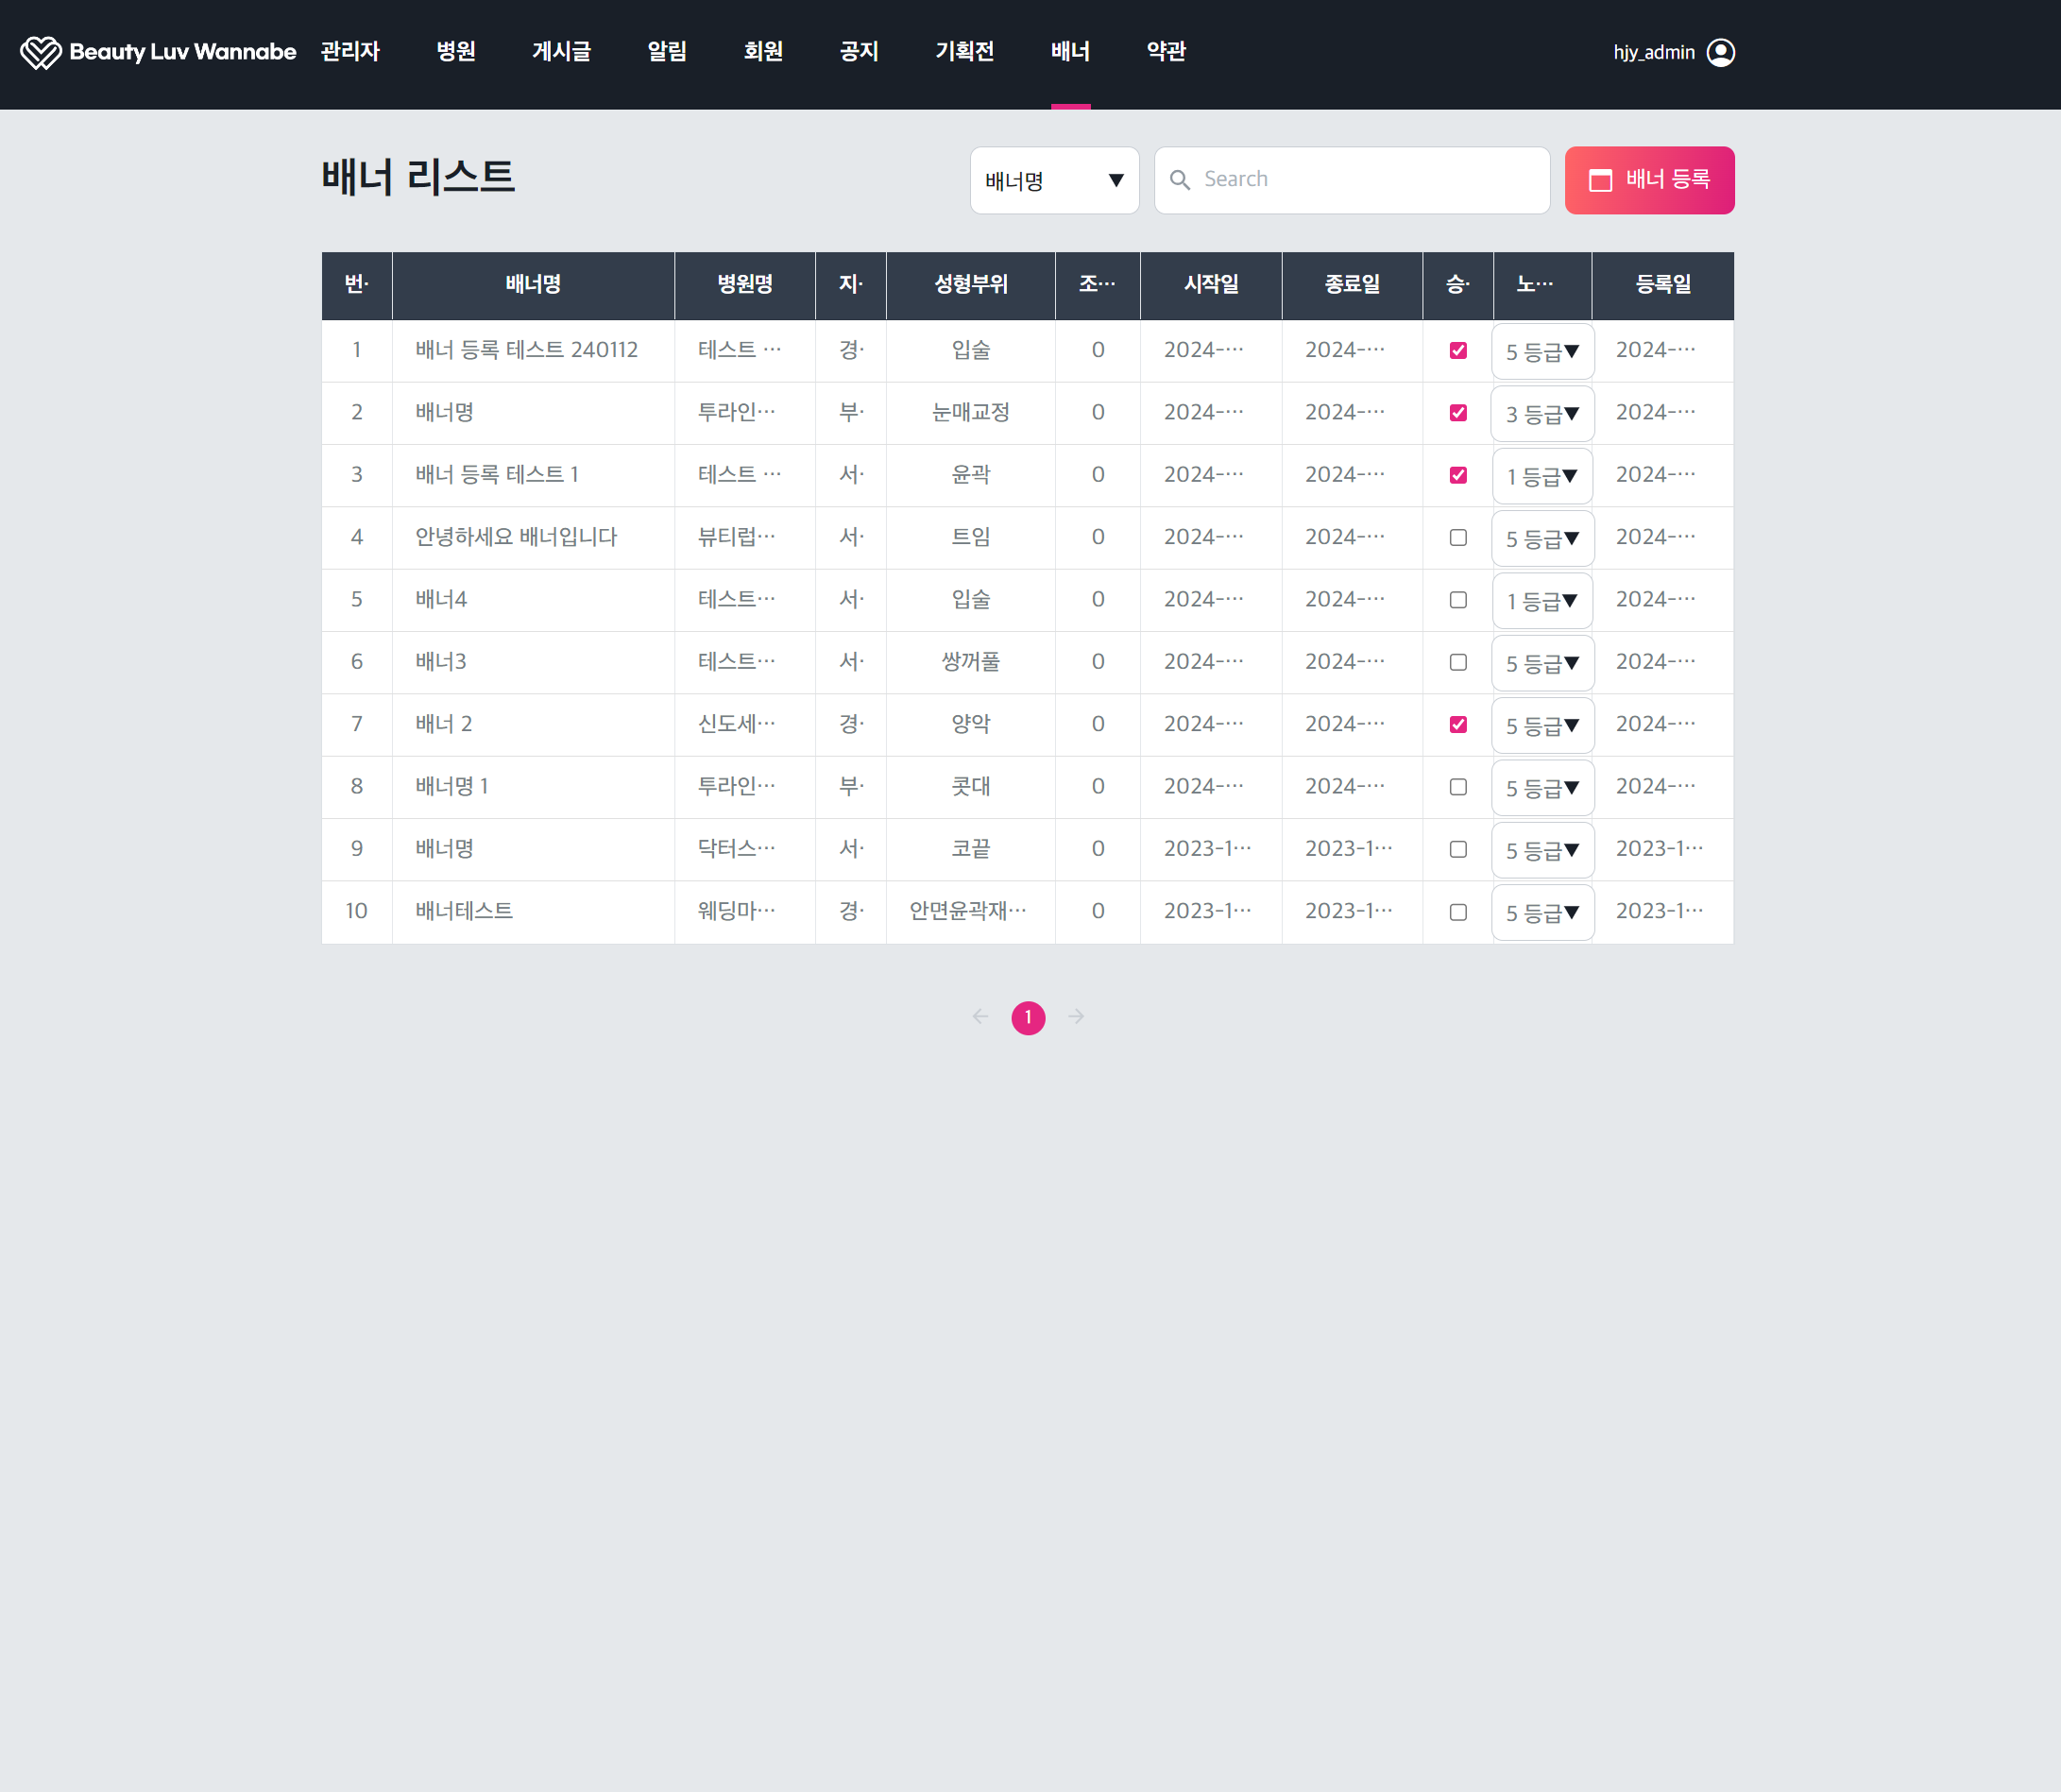 Beauty Luv Wannabe 관리자 병원 게시글 알림 회원 공지 기획전 배너 약관 hjy_admin
배너 리스트 배너명 ▼ Search 배너 등록
번· 배너명 병원명 지· 성형부위 조··· 시작일 종료일 승· 노··· 등록일
1 배너 등록 테스트 240112 테스트 ··· 경· 입술 0 2024-··· 2024-··· 5 등급▼ 2024-···
2 배너명 투라인··· 부· 눈매교정 0 2024-··· 2024-··· 3 등급▼ 2024-···
3 배너 등록 테스트 1 테스트 ··· 서· 윤곽 0 2024-··· 2024-··· 1 등급▼ 2024-···
4 안녕하세요 배너입니다 뷰티럽··· 서· 트임 0 2024-··· 2024-··· 5 등급▼ 2024-···
5 배너4 테스트··· 서· 입술 0 2024-··· 2024-··· 1 등급▼ 2024-···
6 배너3 테스트··· 서· 쌍꺼풀 0 2024-··· 2024-··· 5 등급▼ 2024-···
7 배너 2 신도세··· 경· 양악 0 2024-··· 2024-··· 5 등급▼ 2024-···
8 배너명 1 투라인··· 부· 콧대 0 2024-··· 2024-··· 5 등급▼ 2024-···
9 배너명 닥터스··· 서· 코끝 0 2023-1··· 2023-1··· 5 등급▼ 2023-1···
10 배너테스트 웨딩마··· 경· 안면윤곽재··· 0 2023-1··· 2023-1··· 5 등급▼ 2023-1···
← 1 →